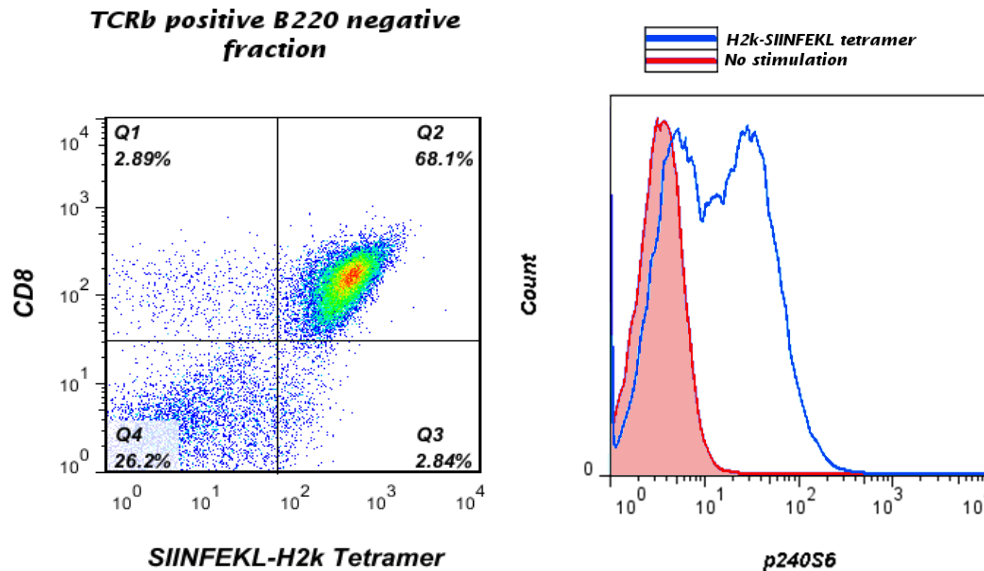 TCRb positive B220 negative
fraction
Q1
2.89%
Q2
68.1%
Q4
26.2%
Q3
2.84%
10^4
10^3
10^2
10^1
10^0
CD8
10^0 10^1 10^2 10^3 10^4
SIINFEKL-H2k Tetramer
H2k-SIINFEKL tetramer
No stimulation
Count
0
10^0 10^1 10^2 10^3
p240S6